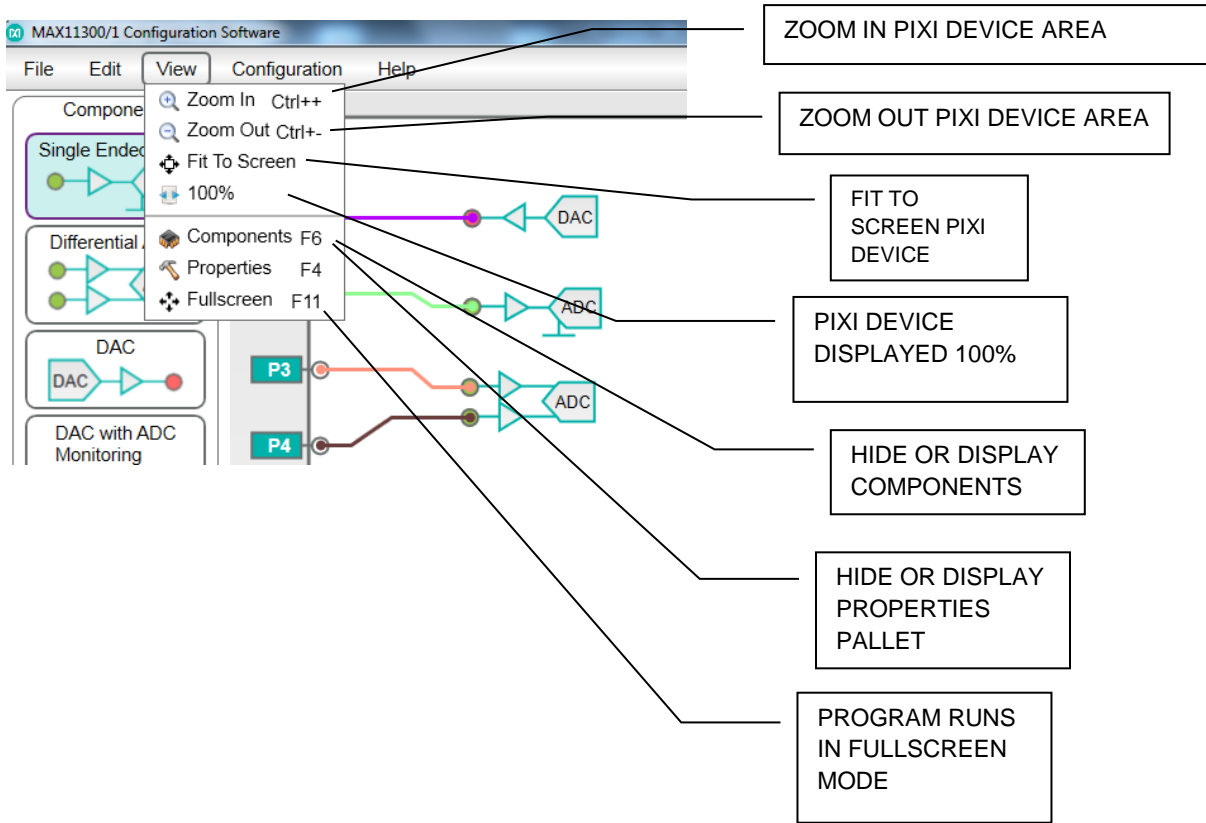 MAX11300/1 Configuration Software
File Edit View Configuration Help
Compone
Single Ended
Differential
DAC
DAC
DAC with ADC
Monitoring
Zoom In Ctrl++
Zoom Out Ctrl+-
Fit To Screen
100%
Components F6
Properties F4
Fullscreen F11
DAC
ADC
P3
ADC
P4
ZOOM IN PIXI DEVICE AREA
ZOOM OUT PIXI DEVICE AREA
FIT TO
SCREEN PIXI
DEVICE
PIXI DEVICE
DISPLAYED 100%
HIDE OR DISPLAY
COMPONENTS
HIDE OR DISPLAY
PROPERTIES
PALLET
PROGRAM RUNS
IN FULLSCREEN
MODE